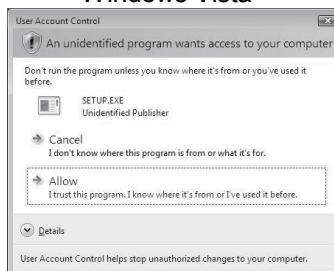 Windows Vista
User Account Control
An unidentified program wants access to your computer
Don't run the program unless you know where it's from or you've used it
before.
SETUP.EXE
Unidentified Publisher
Cancel
I don't know where this program is from or what it's for.
Allow
I trust this program. I know where it's from or I've used it before.
Details
User Account Control helps stop unauthorized changes to your computer.